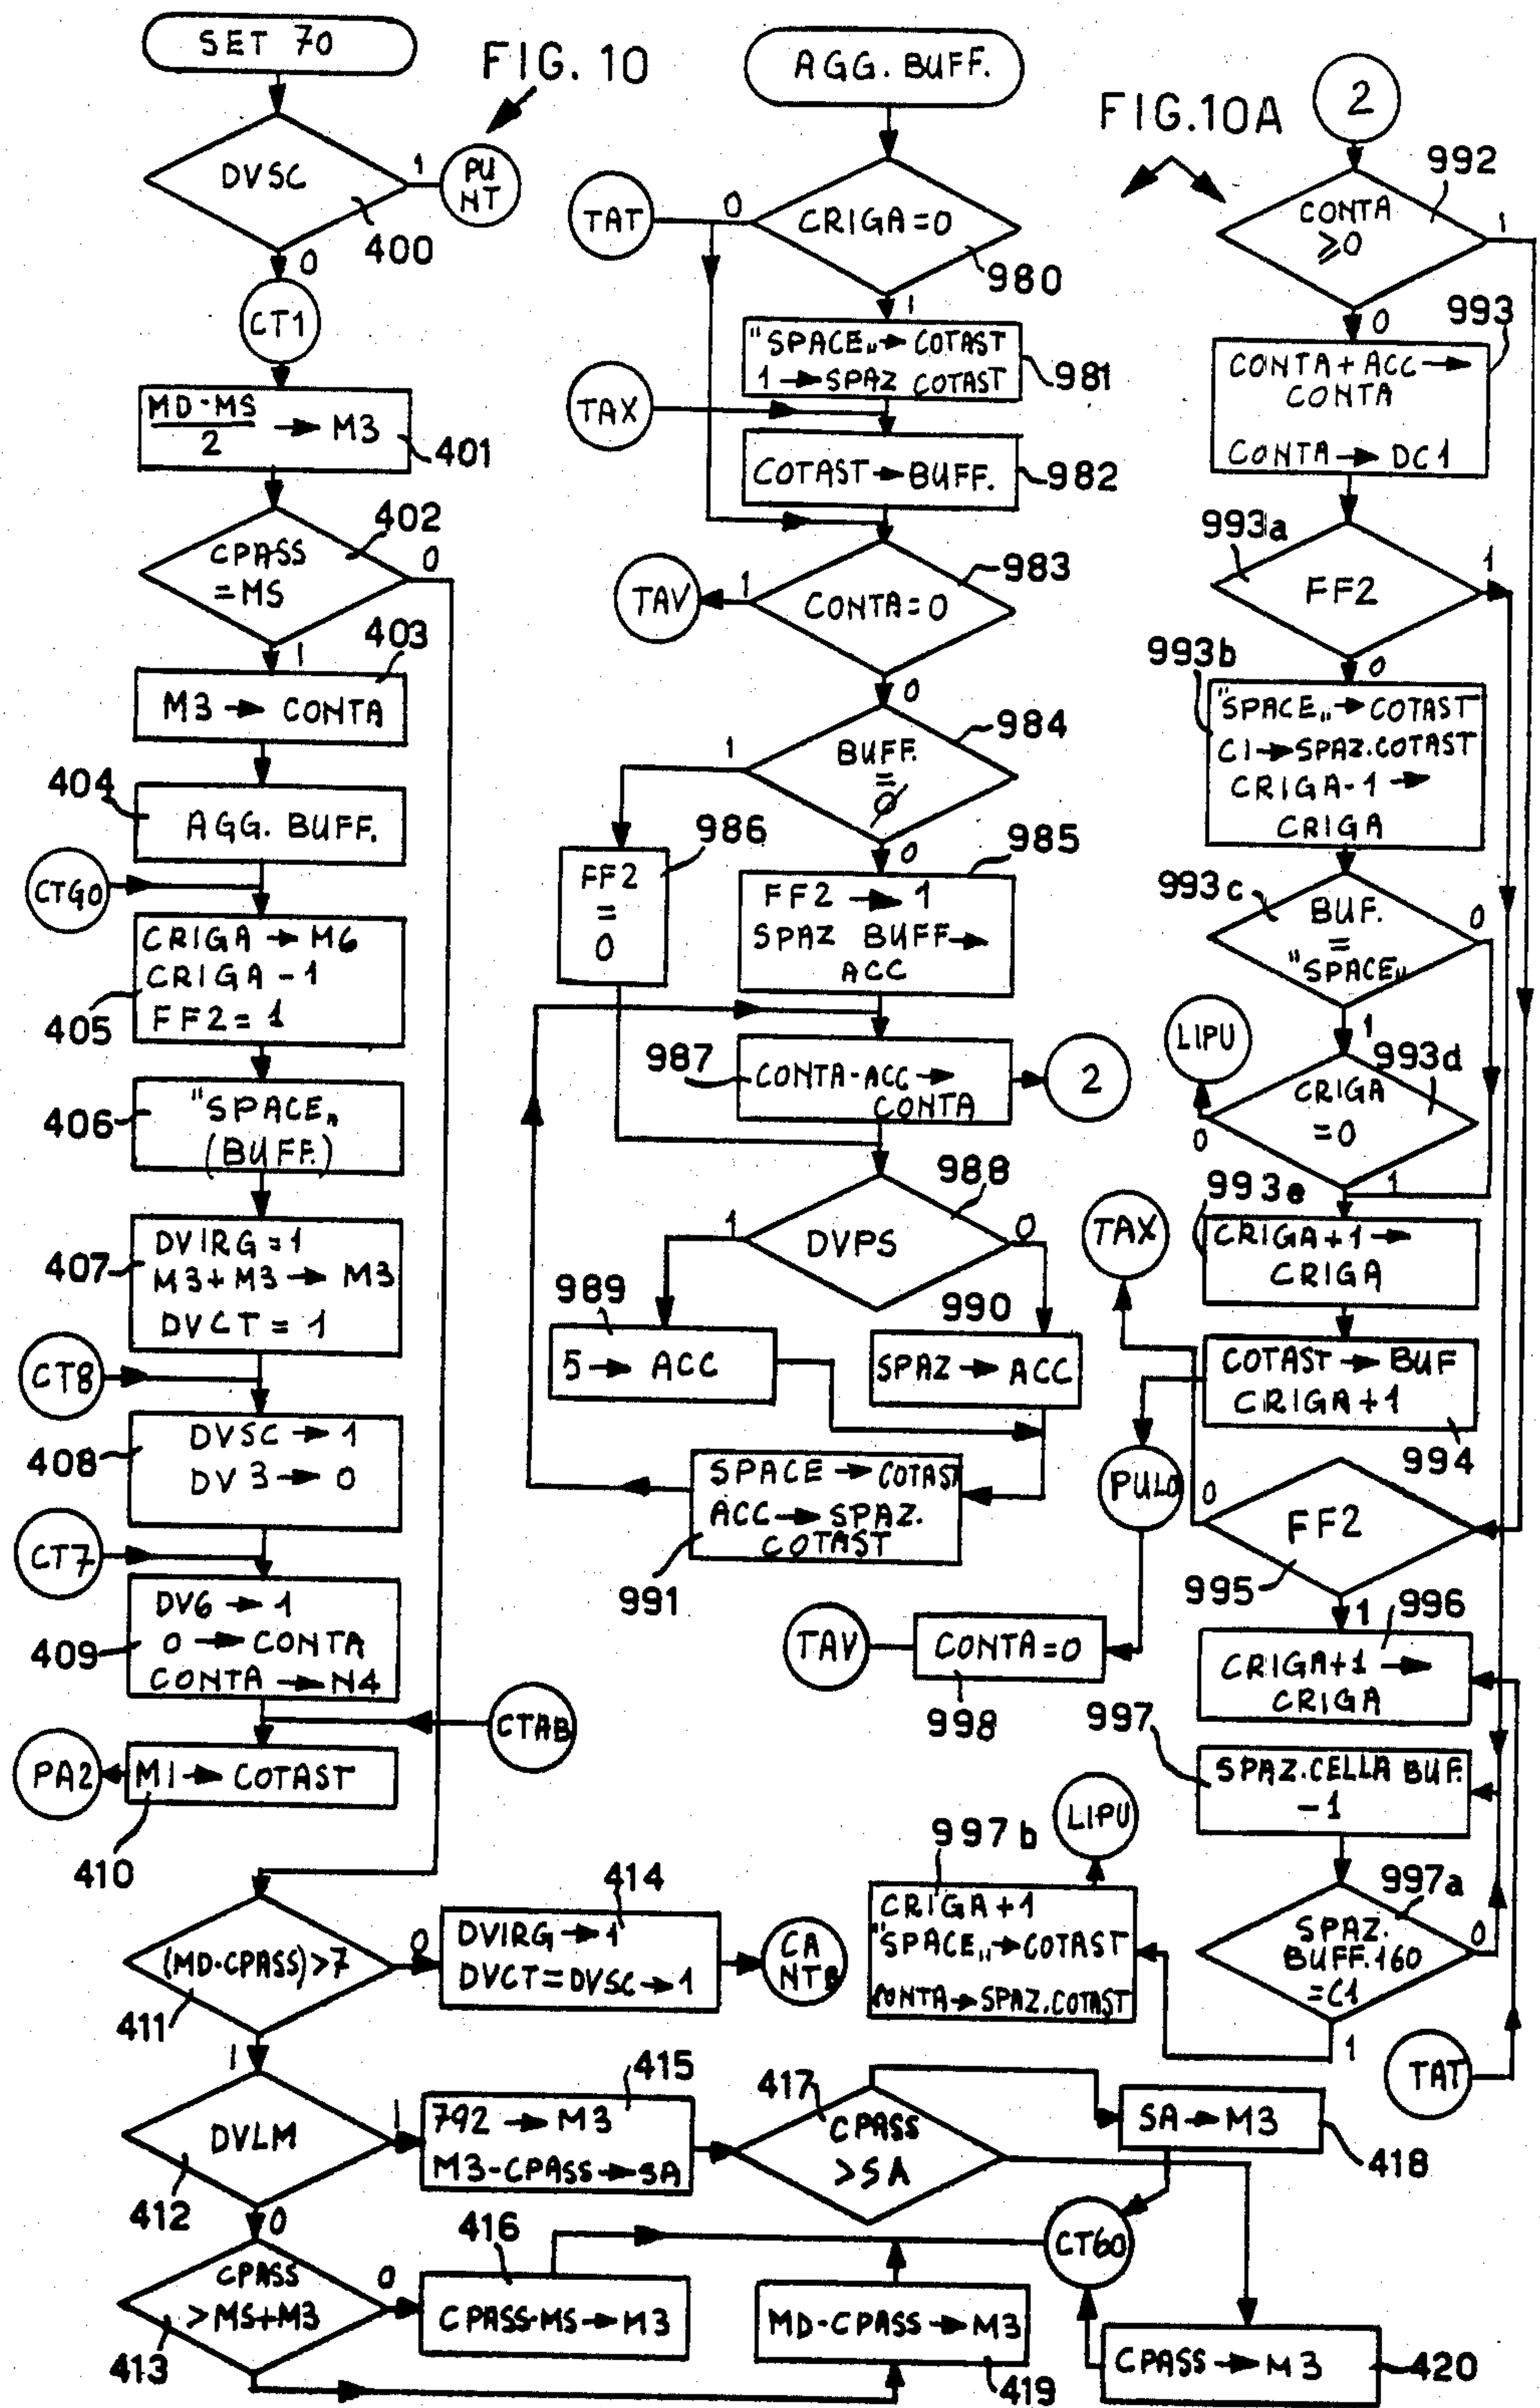 SET 70
FIG. 10
DVSC
1
PU
NT
400
0
CT1
MD-MS
2
→ M3
401
402
CPASS
=MS
0
1
403
M3 → CONTA
404
AGG. BUFF.
CTG0
CRIGA → M6
CRIGA - 1
FF2 = 1
405
"SPACE"
(BUFF.)
406
DVIRG = 1
M3 + M3 → M3
DVCT = 1
407
CT8
DVSC → 1
DV3 → 0
408
CT7
DV6 → 1
0 → CONTA
CONTA → N4
409
CTAB
PA2
M1 → COTAST
410
(MD-CPASS)>7
0
411
1
414
DVIRG → 1
DVCT=DVSC → 1
CA
DVLM
1
412
0
415
792 → M3
M3-CPASS → SA
417
CPASS
>SA
SA → M3
418
CPASS
>MS+M3
0
413
416
CPASS-MS → M3
MD-CPASS → M3
419
CT60
CPASS → M3
420
AGG. BUFF.
TAT
0
CRIGA=0
980
1
"SPACE" → COTAST
1 → SPAZ COTAST
981
TAX
COTAST → BUFF.
982
TAV
1
CONTA=0
983
0
1
BUFF.
=
Ø
984
0
986
FF2
=
0
985
FF2 → 1
SPAZ BUFF →
ACC
987
CONTA-ACC →
CONTA
2
988
1
DVPS
0
989
5 → ACC
990
SPAZ → ACC
SPACE → COTAST
ACC → SPAZ.
COTAST
991
FIG.10A
2
992
CONTA
≥0
1
0
993
CONTA + ACC →
CONTA
CONTA → DC1
993a
FF2
1
0
993b
"SPACE" → COTAST
C1 → SPAZ.COTAST
CRIGA-1 →
CRIGA
993c
BUF.
=
"SPACE"
0
1
LIPU
993d
CRIGA
=0
0
1
993e
TAX
CRIGA+1 →
CRIGA
COTAST → BUF
CRIGA+1
994
PUL0
0
FF2
995
1
996
TAV
CONTA=0
998
CRIGA+1 →
CRIGA
997
SPAZ.CELLA BUF.
-1
LIPU
997b
CRIGA+1
"SPACE" → COTAST
CONTA → SPAZ.COTAST
997a
SPAZ.
BUFF.160
=C1
0
1
TAT